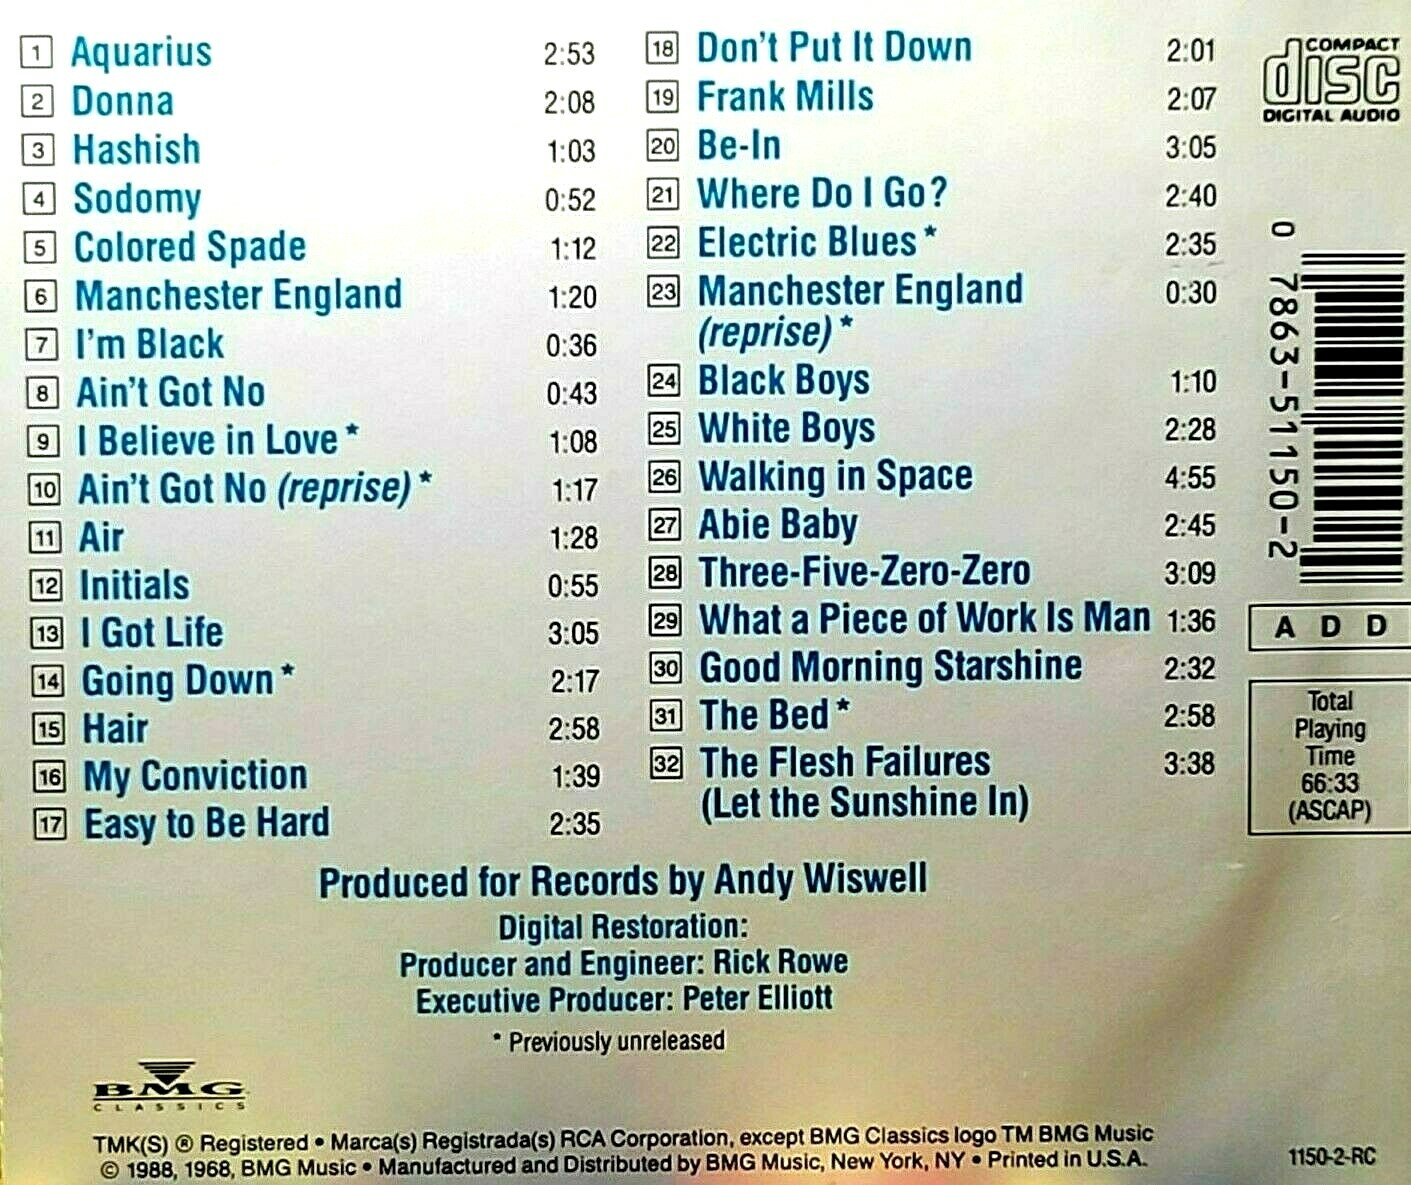 1 Aquarius 2:53
2 Donna 2:08
3 Hashish 1:03
4 Sodomy 0:52
5 Colored Spade 1:12
6 Manchester England 1:20
7 I'm Black 0:36
8 Ain't Got No 0:43
9 I Believe in Love * 1:08
10 Ain't Got No (reprise) * 1:17
11 Air 1:28
12 Initials 0:55
13 I Got Life 3:05
14 Going Down * 2:17
15 Hair 2:58
16 My Conviction 1:39
17 Easy to Be Hard 2:35
18 Don't Put It Down 2:01
19 Frank Mills 2:07
20 Be-In 3:05
21 Where Do I Go? 2:40
22 Electric Blues * 2:35
23 Manchester England 0:30
(reprise) *
24 Black Boys 1:10
25 White Boys 2:28
26 Walking in Space 4:55
27 Abie Baby 2:45
28 Three-Five-Zero-Zero 3:09
29 What a Piece of Work Is Man 1:36
30 Good Morning Starshine 2:32
31 The Bed * 2:58
32 The Flesh Failures 3:38
(Let the Sunshine In)
COMPACT
disc
DIGITAL AUDIO
0 7863-51150-2
A D D
Total
Playing
Time
66:33
(ASCAP)
Produced for Records by Andy Wiswell
Digital Restoration:
Producer and Engineer: Rick Rowe
Executive Producer: Peter Elliott
* Previously unreleased
BMG
CLASSICS
TMK(S) ® Registered • Marca(s) Registrada(s) RCA Corporation, except BMG Classics logo TM BMG Music
© 1988, 1968, BMG Music • Manufactured and Distributed by BMG Music, New York, NY • Printed in U.S.A.
1150-2-RC